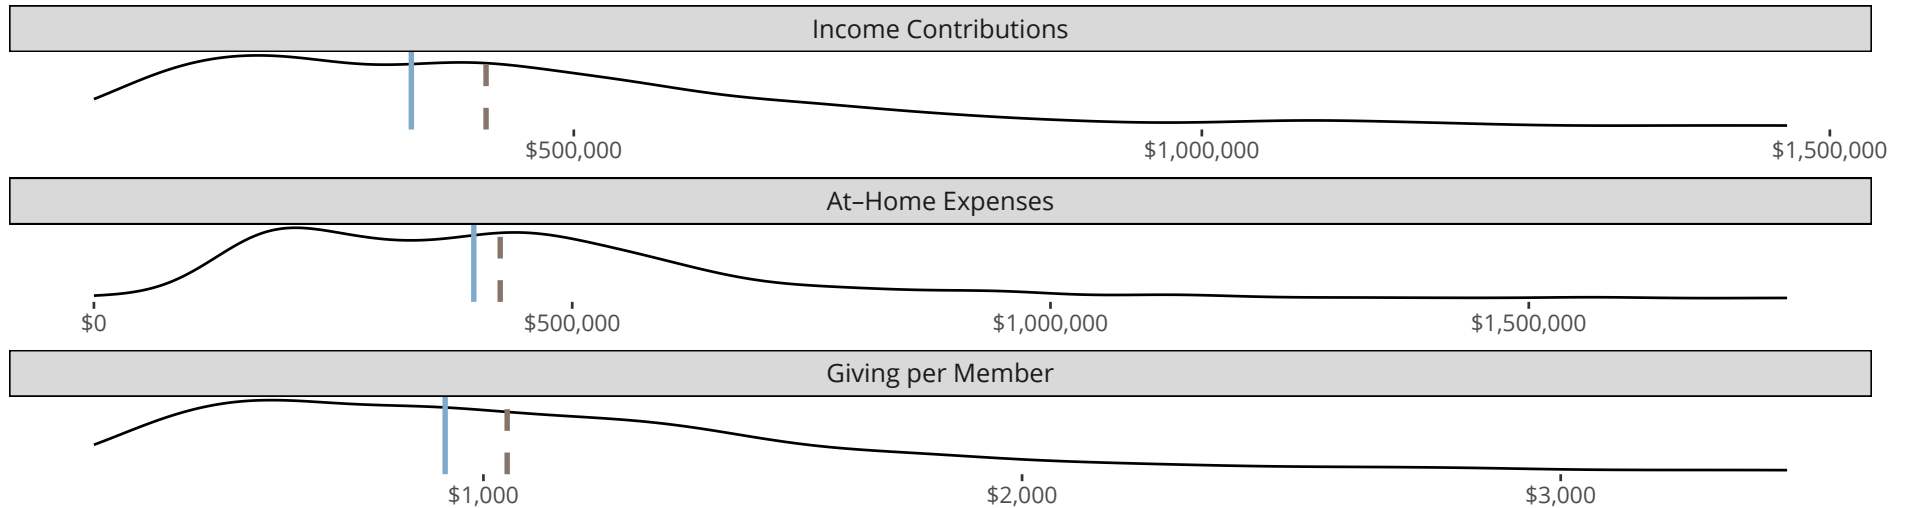 Income Contributions
$500,000 $1,000,000 $1,500,000
At–Home Expenses
$0 $500,000 $1,000,000 $1,500,000
Giving per Member
$1,000 $2,000 $3,000